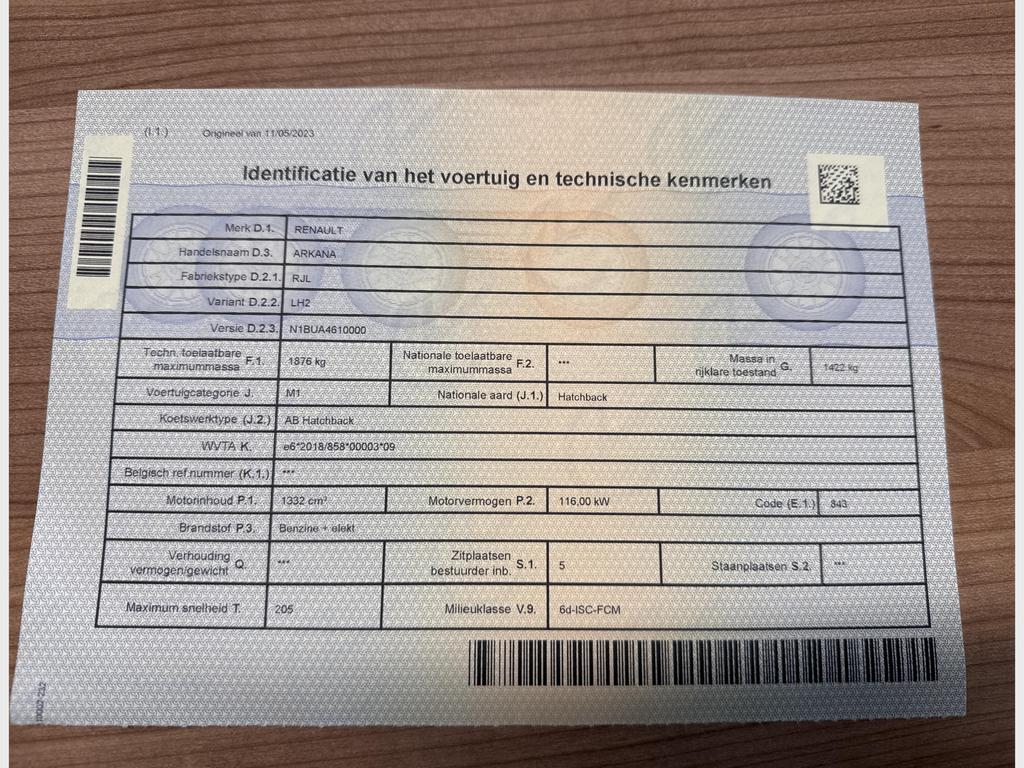 (I.1.) Origineel van 11/05/2023
Identificatie van het voertuig en technische kenmerken
Merk D.1. RENAULT
Handelsnaam D.3. ARKANA
Fabriekstype D.2.1. RJL
Variant D.2.2. LH2
Versie D.2.3. N1BUA4610000
Techn. toelaatbare maximummassa F.1. 1876 kg Nationale toelaatbare maximummassa F.2. *** Massa in rijklare toestand G. 1422 kg
Voertuigcategorie J. M1 Nationale aard (J.1.) Hatchback
Koetswerktype (J.2.) AB Hatchback
WVTA K. e6*2018/858*00003*09
Belgisch ref.nummer (K.1.) ***
Motorinhoud P.1. 1332 cm³ Motorvermogen P.2. 116,00 kW Code (E.1.) 843
Brandstof P.3. Benzine + elekt
Verhouding vermogen/gewicht Q. *** Zitplaatsen bestuurder inb. S.1. 5 Staanplaatsen S.2. ***
Maximum snelheid T. 205 Milieuklasse V.9. 6d-ISC-FCM